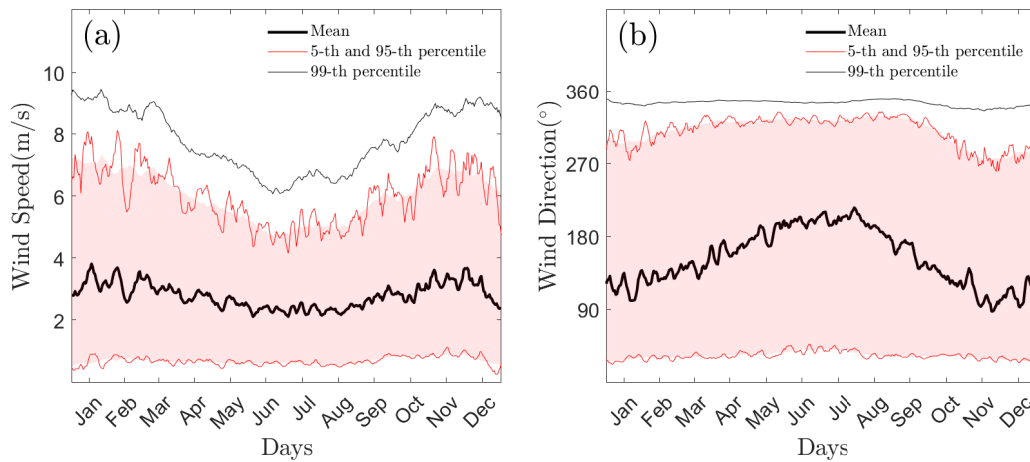 (a)
Mean
5-th and 95-th percentile
99-th percentile
10
8
6
4
2
Wind Speed(m/s)
Jan Feb Mar Apr May Jun Jul Aug Sep Oct Nov Dec
Days
(b)
Mean
5-th and 95-th percentile
99-th percentile
360
270
180
90
Wind Direction(°)
Jan Feb Mar Apr May Jun Jul Aug Sep Oct Nov Dec
Days